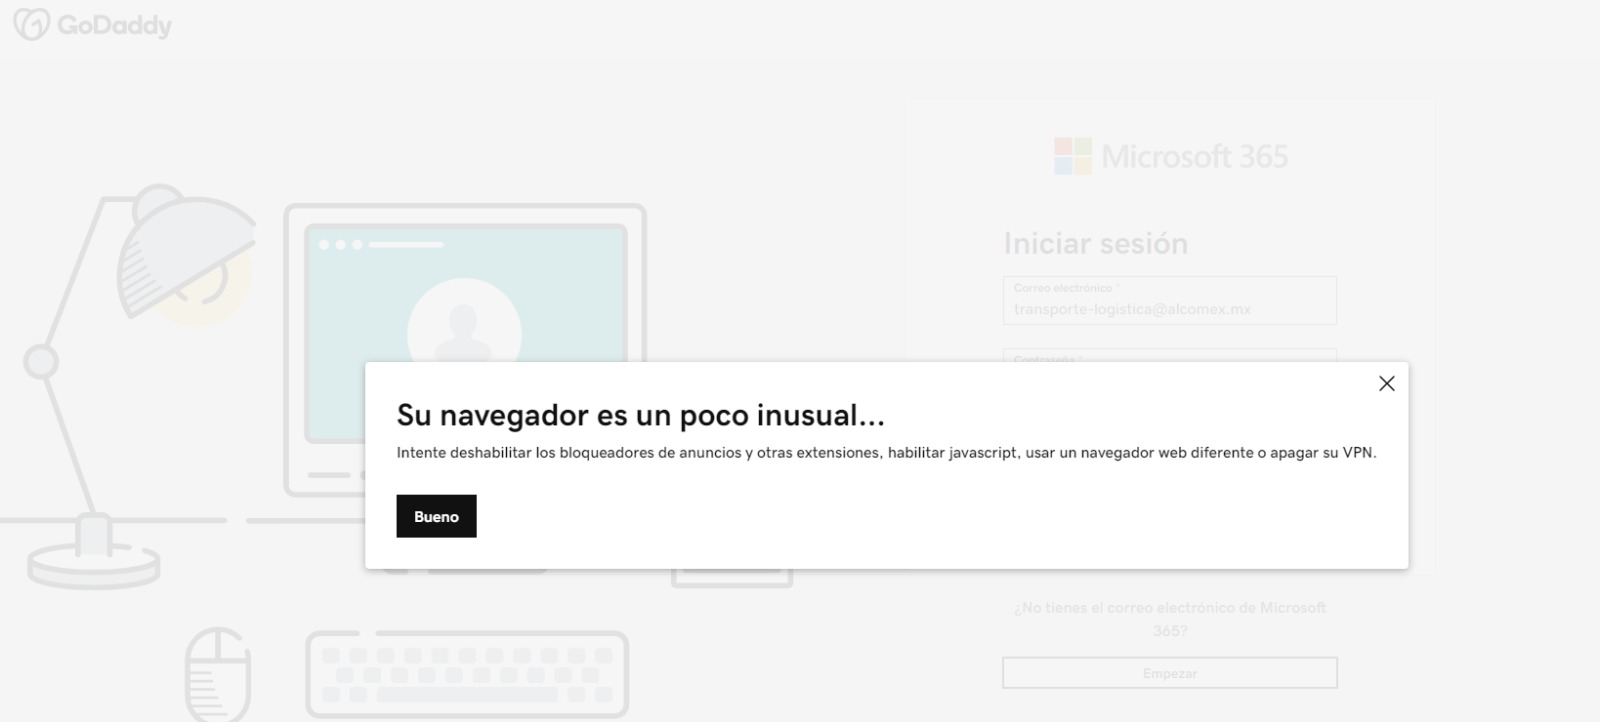 GoDaddy
Microsoft 365
Iniciar sesión
Correo electrónico *
transporte-logistica@alcomex.mx
Contraseña *
Su navegador es un poco inusual...
Intente deshabilitar los bloqueadores de anuncios y otras extensiones, habilitar javascript, usar un navegador web diferente o apagar su VPN.
Bueno
¿No tienes el correo electrónico de Microsoft
365?
Empezar